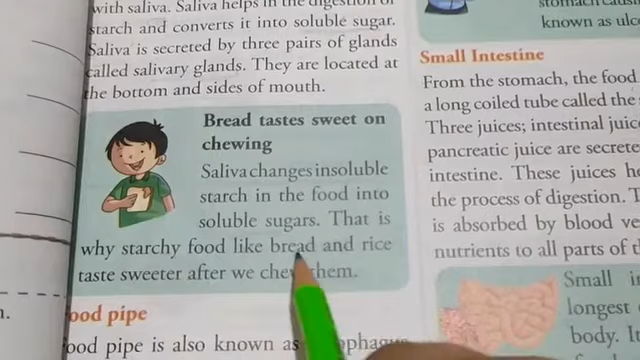 with saliva. Saliva helps in the digestion of
starch and converts it into soluble sugar.
Saliva is secreted by three pairs of glands
called salivary glands. They are located at
the bottom and sides of mouth.
Bread tastes sweet on
chewing
Saliva changes insoluble
starch in the food into
soluble sugars. That is
why starchy food like bread and rice
taste sweeter after we chew them.
ood pipe
ood pipe is also known as
stomach
known as
Small Intestine
From the stomach, the food
a long coiled tube called the
Three juices; intestinal juic
pancreatic juice are secrete
intestine. These juices he
the process of digestion. T
is absorbed by blood ve
nutrients to all parts of th
Small in
longest
body. It